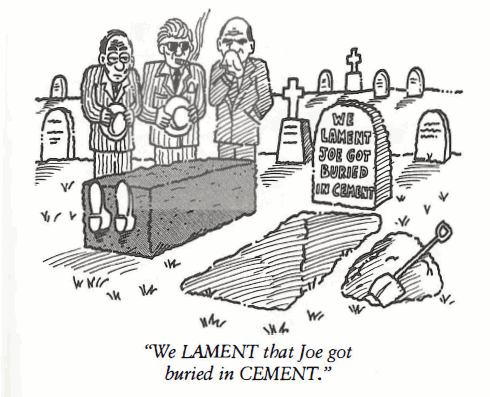 WE
LAMENT
JOE GOT
BURIED
IN CEMENT
“We LAMENT that Joe got
buried in CEMENT.”